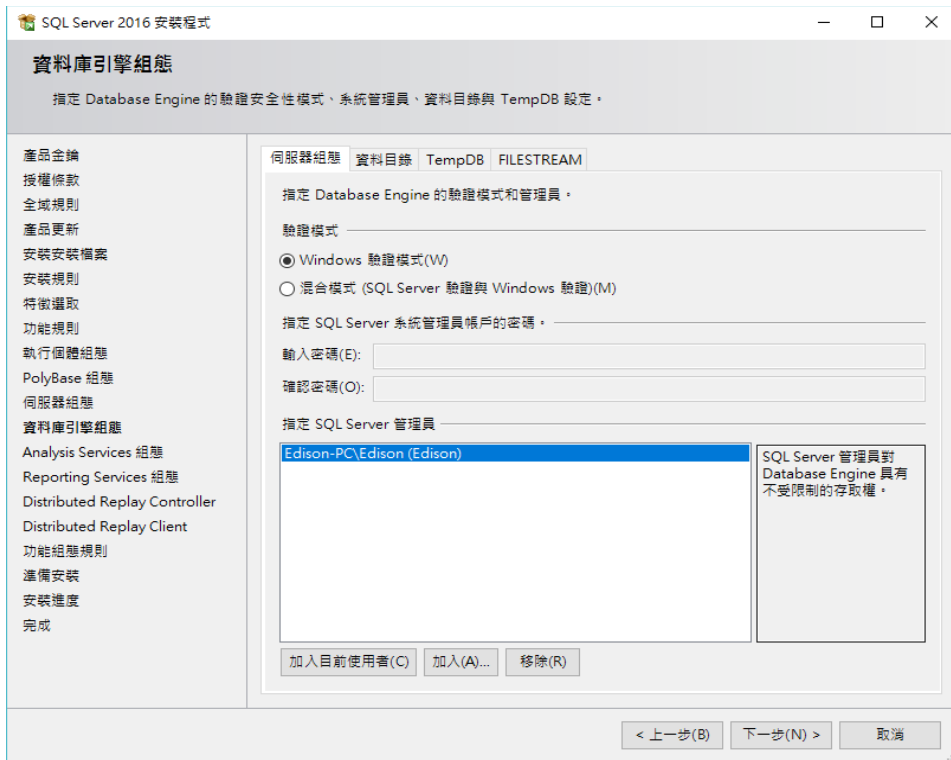 SQL Server 2016 安裝程式
資料庫引擎組態
指定 Database Engine 的驗證安全性模式、系統管理員、資料目錄與 TempDB 設定。
產品金鑰
授權條款
全域規則
產品更新
安裝安裝檔案
安裝規則
特徵選取
功能規則
執行個體組態
PolyBase 組態
伺服器組態
資料庫引擎組態
Analysis Services 組態
Reporting Services 組態
Distributed Replay Controller
Distributed Replay Client
功能組態規則
準備安裝
安裝進度
完成
伺服器組態 資料目錄 TempDB FILESTREAM
指定 Database Engine 的驗證模式和管理員。
驗證模式
Windows 驗證模式(W)
混合模式 (SQL Server 驗證與 Windows 驗證)(M)
指定 SQL Server 系統管理員帳戶的密碼。
輸入密碼(E):
確認密碼(O):
指定 SQL Server 管理員
Edison-PC\Edison (Edison)
SQL Server 管理員對
Database Engine 具有
不受限制的存取權。
加入目前使用者(C) 加入(A)... 移除(R)
< 上一步(B) 下一步(N) > 取消